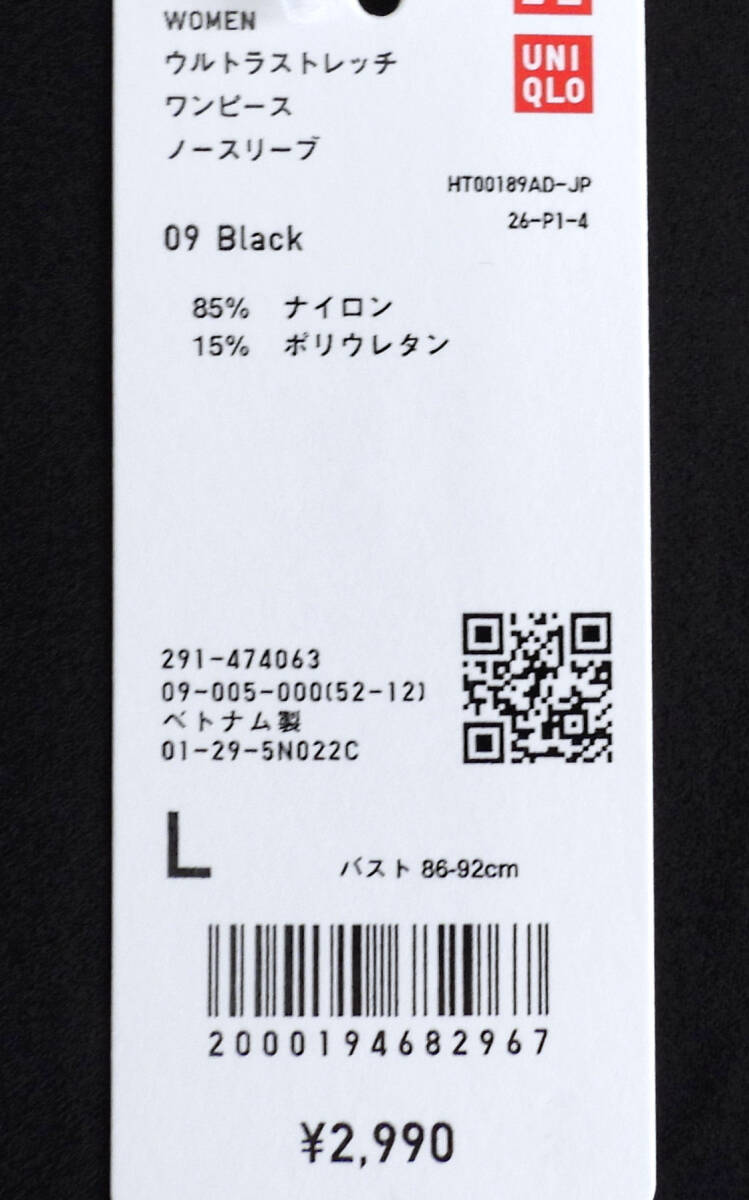 WOMEN
ウルトラストレッチ
ワンピース
ノースリーブ
UNI
QLO
HT00189AD-JP
26-P1-4
09 Black
85% ナイロン
15% ポリウレタン
291-474063
09-005-000(52-12)
ベトナム製
01-29-5N022C
L
バスト 86-92cm
2000194682967
¥2,990